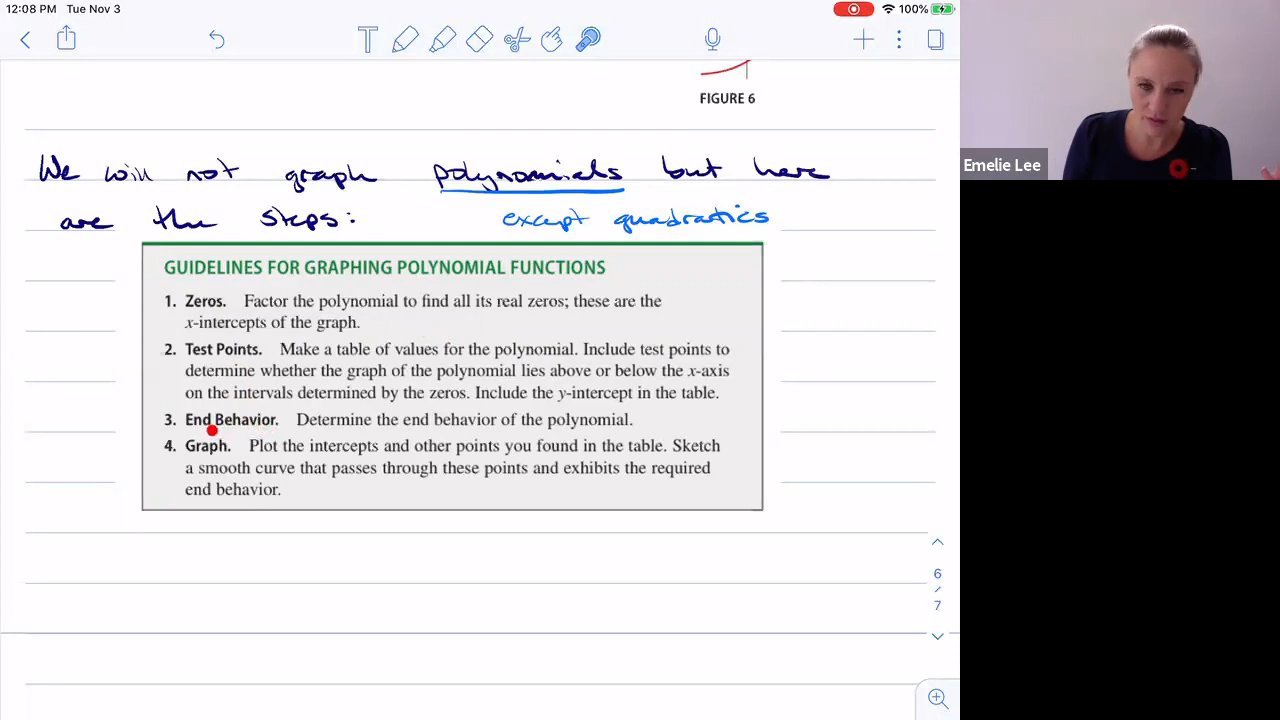 12:08 PM Tue Nov 3
100%
FIGURE 6
We will not graph polynomials but here
are the steps: except quadratics
GUIDELINES FOR GRAPHING POLYNOMIAL FUNCTIONS
1. Zeros. Factor the polynomial to find all its real zeros; these are the
x-intercepts of the graph.
2. Test Points. Make a table of values for the polynomial. Include test points to
determine whether the graph of the polynomial lies above or below the x-axis
on the intervals determined by the zeros. Include the y-intercept in the table.
3. End Behavior. Determine the end behavior of the polynomial.
4. Graph. Plot the intercepts and other points you found in the table. Sketch
a smooth curve that passes through these points and exhibits the required
end behavior.
6
/
7
Emelie Lee